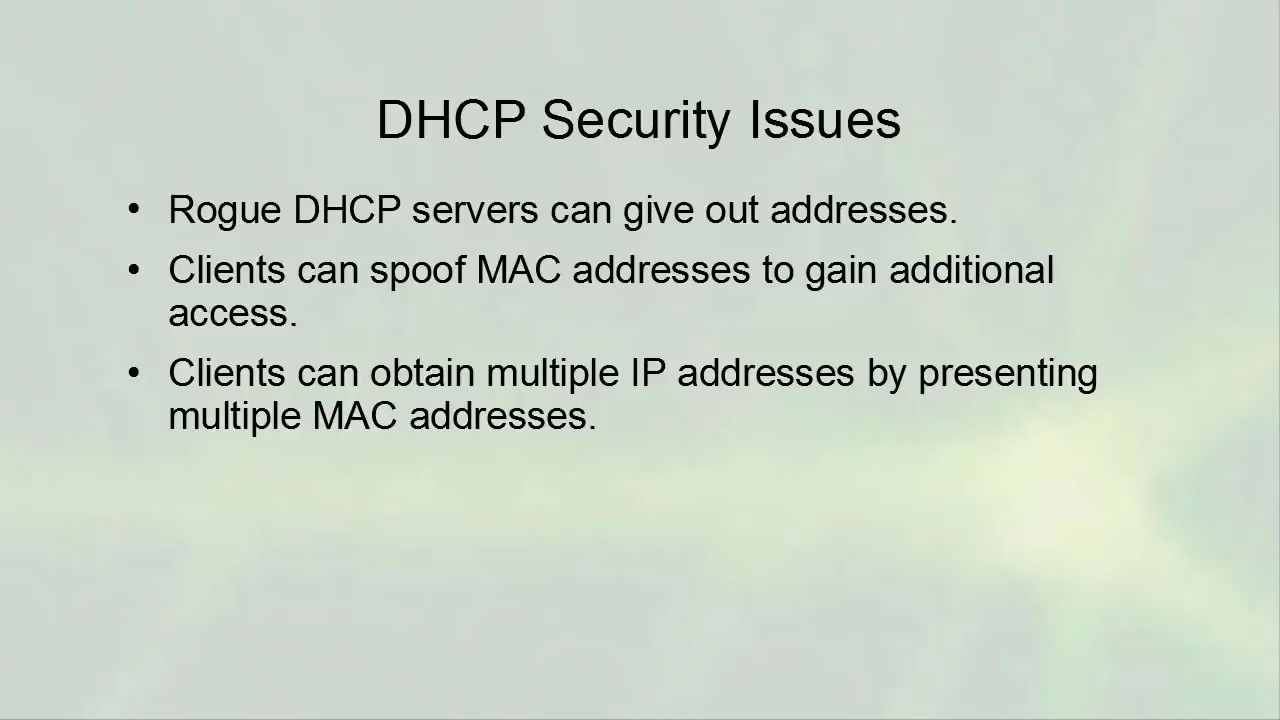 DHCP Security Issues
• Rogue DHCP servers can give out addresses.
• Clients can spoof MAC addresses to gain additional
access.
• Clients can obtain multiple IP addresses by presenting
multiple MAC addresses.